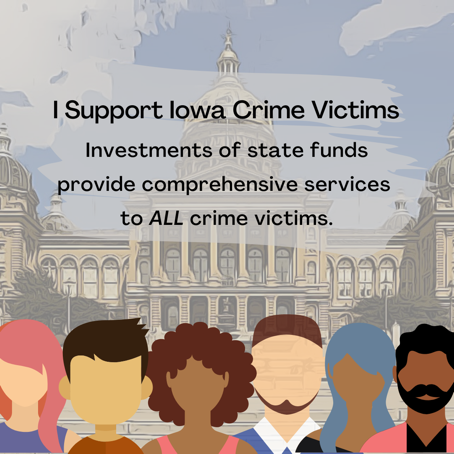 I Support Iowa Crime Victims
Investments of state funds
provide comprehensive services
to ALL crime victims.